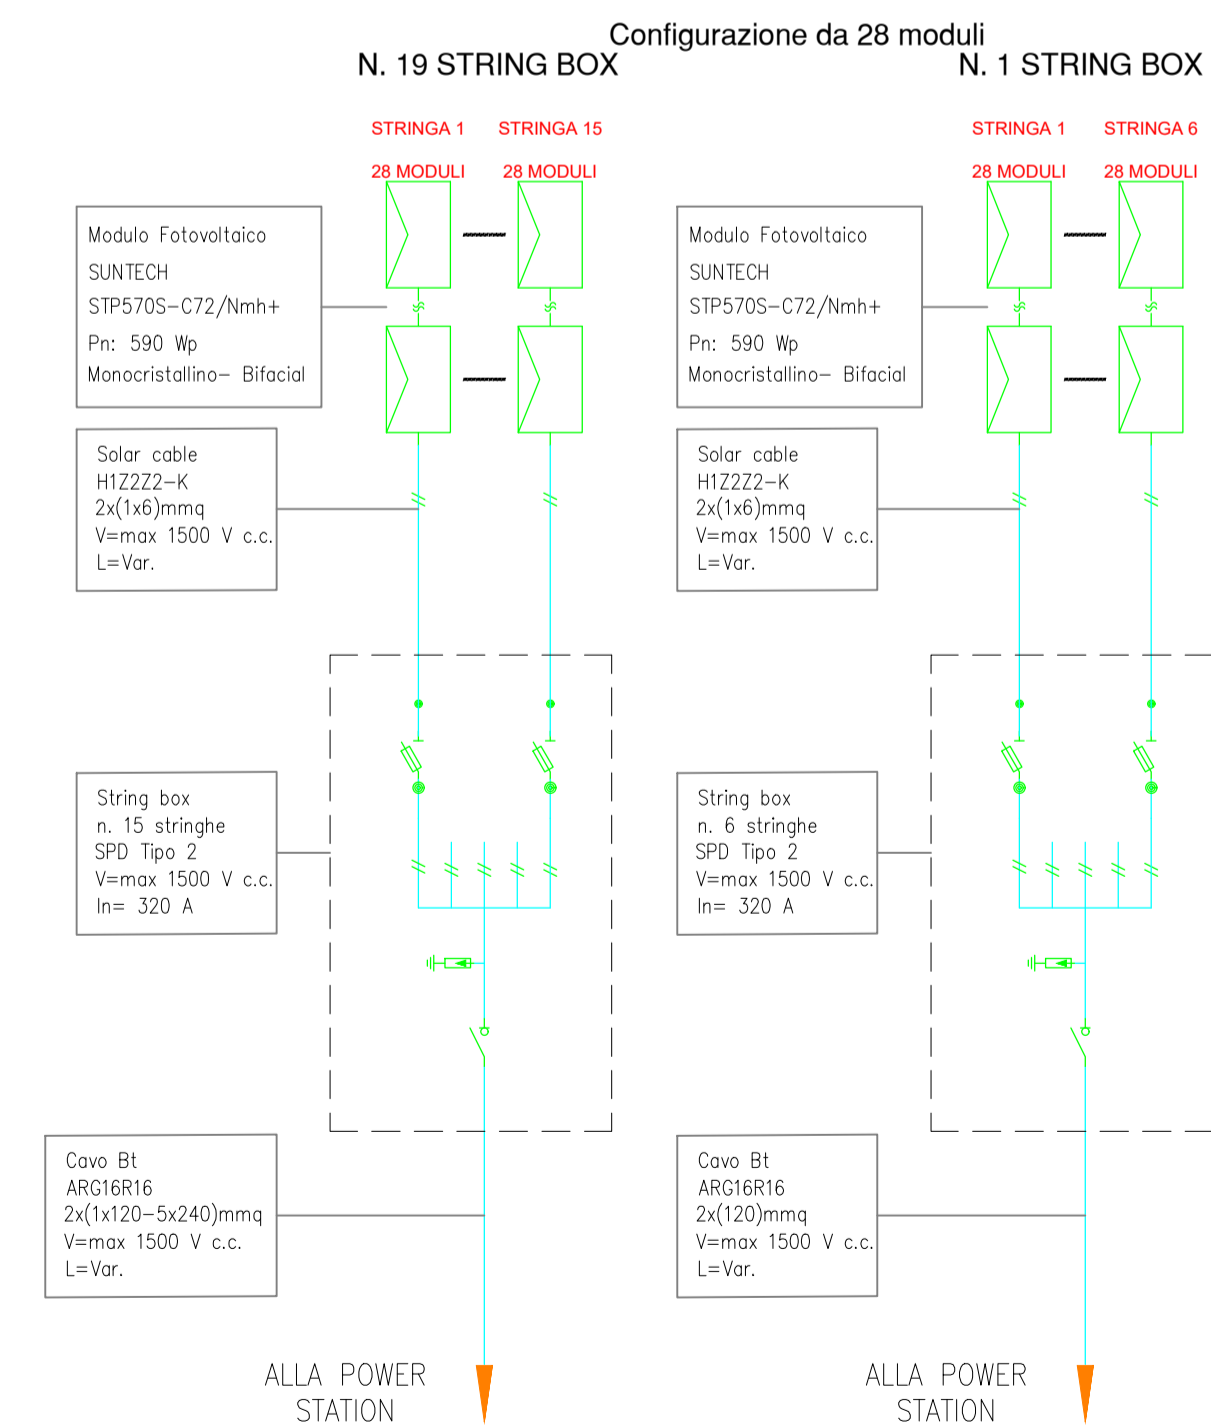 Configurazione da 28 moduli
N. 19 STRING BOX
STRINGA 1
STRINGA 15
28 MODULI
28 MODULI
Modulo Fotovoltaico
SUNTECH
STP570S-C72/Nmh+
Pn: 590 Wp
Monocristallino- Bifacial
Solar cable
H1Z2Z2-K
2x(1x6)mmq
V=max 1500 V c.c.
L=Var.
String box
n. 15 stringhe
SPD Tipo 2
V=max 1500 V c.c.
In= 320 A
Cavo Bt
ARG16R16
2x(1x120-5x240)mmq
V=max 1500 V c.c.
L=Var.
ALLA POWER
STATION
N. 1 STRING BOX
STRINGA 1
STRINGA 6
28 MODULI
28 MODULI
Modulo Fotovoltaico
SUNTECH
STP570S-C72/Nmh+
Pn: 590 Wp
Monocristallino- Bifacial
Solar cable
H1Z2Z2-K
2x(1x6)mmq
V=max 1500 V c.c.
L=Var.
String box
n. 6 stringhe
SPD Tipo 2
V=max 1500 V c.c.
In= 320 A
Cavo Bt
ARG16R16
2x(120)mmq
V=max 1500 V c.c.
L=Var.
ALLA POWER
STATION